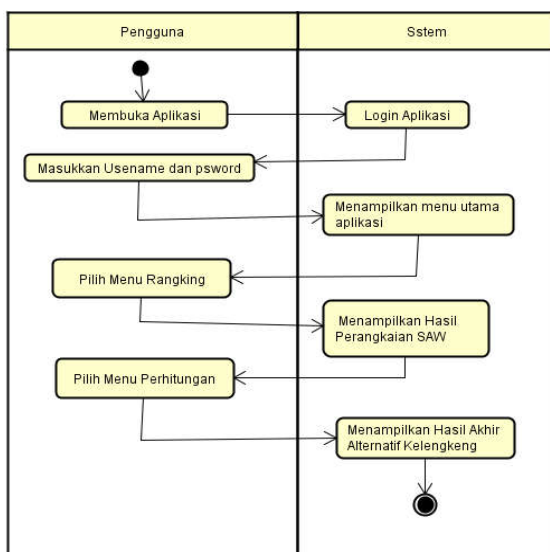 Pengguna
Sstem
Membuka Aplikasi
Login Aplikasi
Masukkan Usename dan psword
Menampilkan menu utama
aplikasi
Pilih Menu Rangking
Menampilkan Hasil
Perangkaian SAW
Pilih Menu Perhitungan
Menampilkan Hasil Akhir
Alternatif Kelengkeng